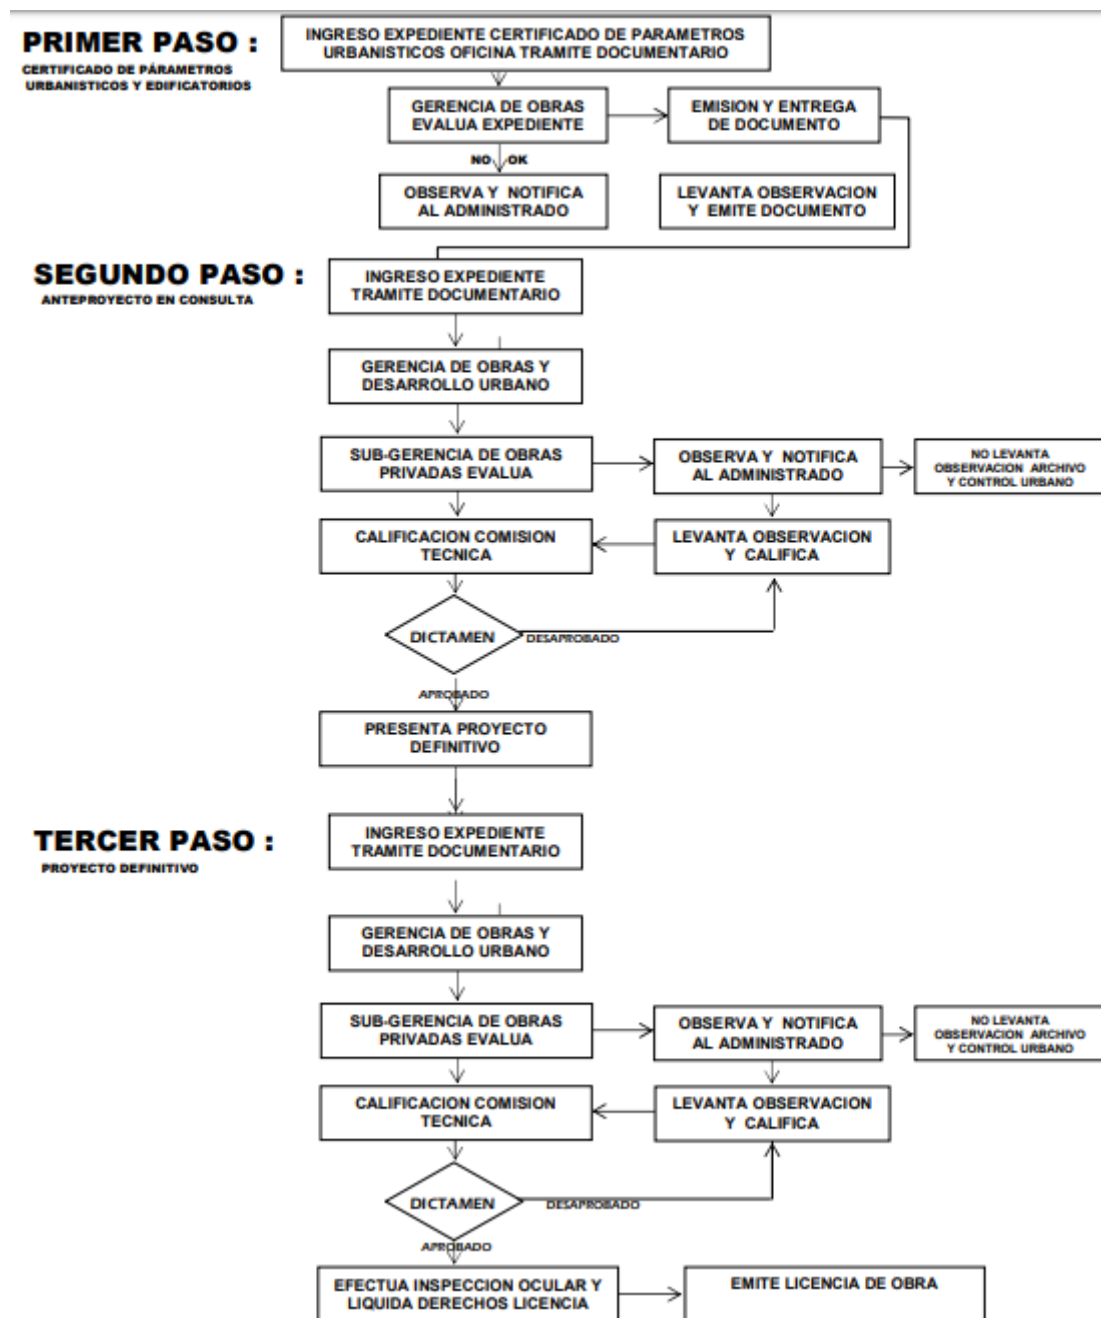 PRIMER PASO :
CERTIFICADO DE PÁRAMETROS
URBANISTICOS Y EDIFICATORIOS
INGRESO EXPEDIENTE CERTIFICADO DE PARAMETROS
URBANISTICOS OFICINA TRAMITE DOCUMENTARIO
GERENCIA DE OBRAS
EVALUA EXPEDIENTE
EMISION Y ENTREGA
DE DOCUMENTO
NO OK
OBSERVA Y NOTIFICA
AL ADMINISTRADO
LEVANTA OBSERVACION
Y EMITE DOCUMENTO
SEGUNDO PASO :
ANTEPROYECTO EN CONSULTA
INGRESO EXPEDIENTE
TRAMITE DOCUMENTARIO
GERENCIA DE OBRAS Y
DESARROLLO URBANO
SUB-GERENCIA DE OBRAS
PRIVADAS EVALUA
OBSERVA Y NOTIFICA
AL ADMINISTRADO
NO LEVANTA
OBSERVACION ARCHIVO
Y CONTROL URBANO
CALIFICACION COMISION
TECNICA
LEVANTA OBSERVACION
Y CALIFICA
DICTAMEN
DESAPROBADO
APROBADO
PRESENTA PROYECTO
DEFINITIVO
TERCER PASO :
PROYECTO DEFINITIVO
INGRESO EXPEDIENTE
TRAMITE DOCUMENTARIO
GERENCIA DE OBRAS Y
DESARROLLO URBANO
SUB-GERENCIA DE OBRAS
PRIVADAS EVALUA
OBSERVA Y NOTIFICA
AL ADMINISTRADO
NO LEVANTA
OBSERVACION ARCHIVO
Y CONTROL URBANO
CALIFICACION COMISION
TECNICA
LEVANTA OBSERVACION
Y CALIFICA
DICTAMEN
DESAPROBADO
APROBADO
EFECTUA INSPECCION OCULAR Y
LIQUIDA DERECHOS LICENCIA
EMITE LICENCIA DE OBRA